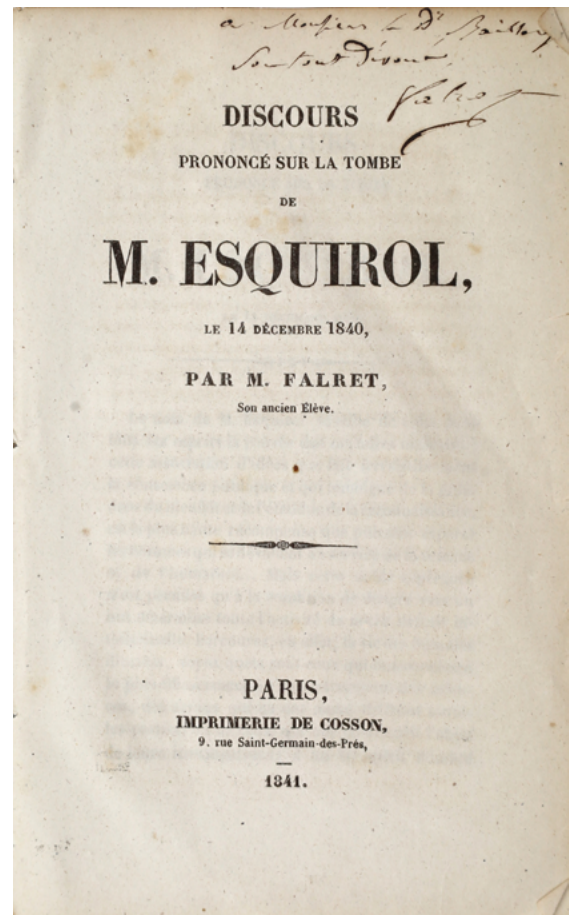 a Monsieur le Dr Baillarger
Son tout Dévoué
Falret
DISCOURS
PRONONCÉ SUR LA TOMBE
DE
M. ESQUIROL,
LE 14 DÉCEMBRE 1840,
PAR M. FALRET,
Son ancien Élève.
PARIS,
IMPRIMERIE DE COSSON,
9. rue Saint-Germain-des-Prés,
1841.